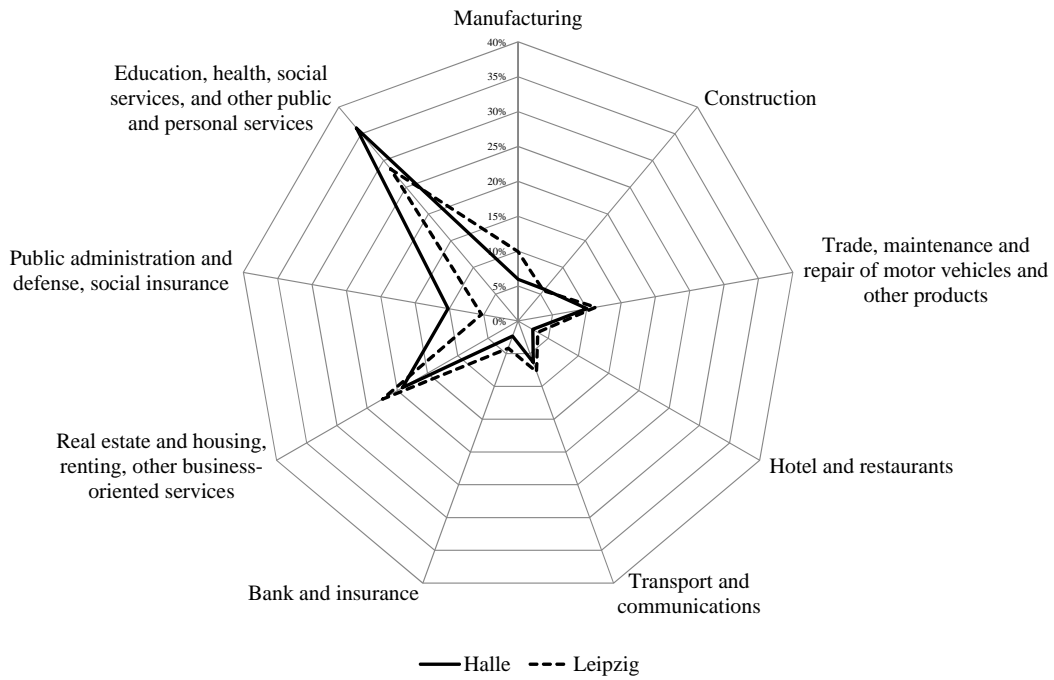 Manufacturing
40%
35%
30%
25%
20%
15%
10%
5%
0%
Construction
Trade, maintenance and
repair of motor vehicles and
other products
Hotel and restaurants
Transport and
communications
Bank and insurance
Real estate and housing,
renting, other business-
oriented services
Public administration and
defense, social insurance
Education, health, social
services, and other public
and personal services
Halle
Leipzig